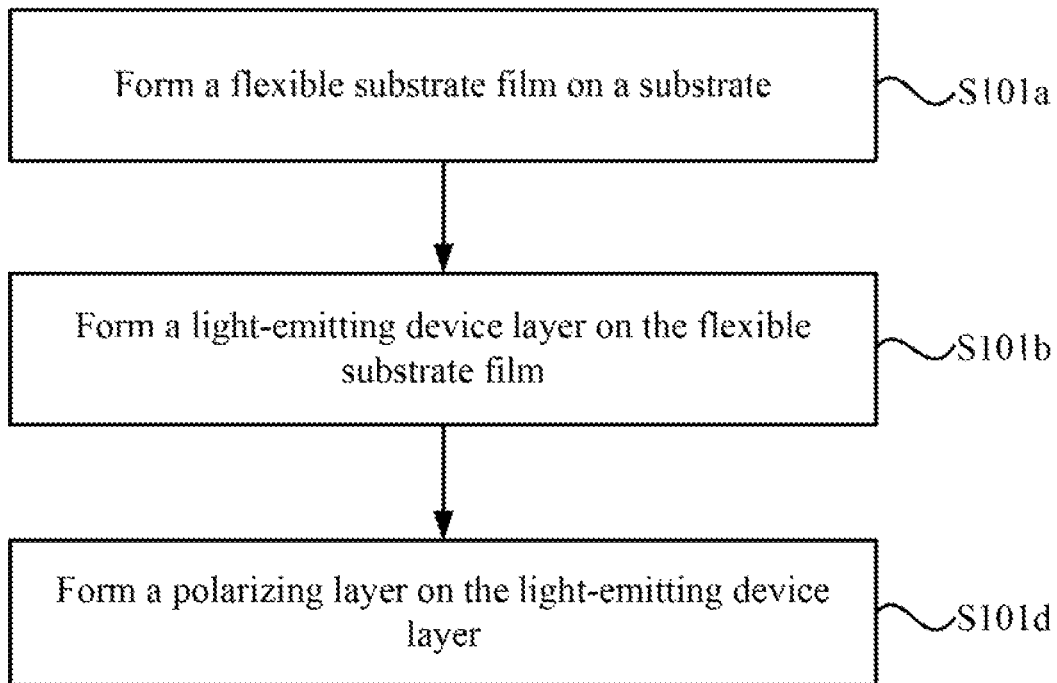 Form a flexible substrate film on a substrate
S101a
Form a light-emitting device layer on the flexible
substrate film
S101b
Form a polarizing layer on the light-emitting device
layer
S101d